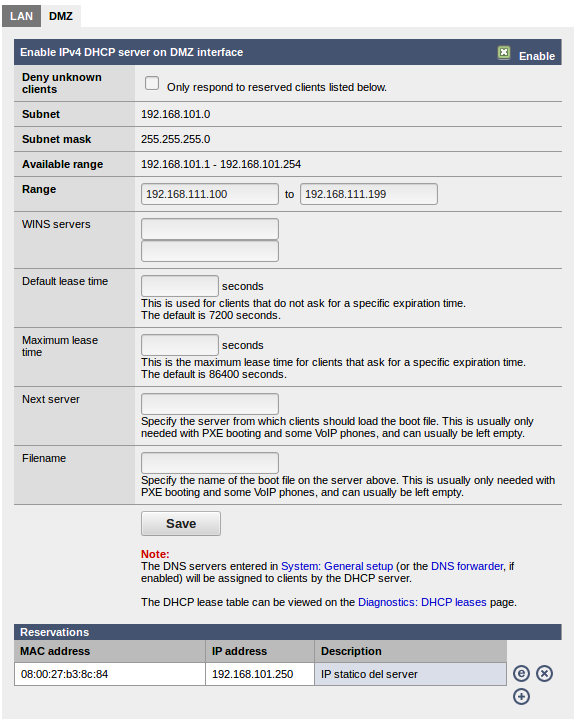 LAN DMZ
Enable IPv4 DHCP server on DMZ interface Enable
Deny unknown
clients
Only respond to reserved clients listed below.
Subnet 192.168.101.0
Subnet mask 255.255.255.0
Available range 192.168.101.1 - 192.168.101.254
Range 192.168.111.100 to 192.168.111.199
WINS servers
Default lease time seconds
This is used for clients that do not ask for a specific expiration time.
The default is 7200 seconds.
Maximum lease
time
seconds
This is the maximum lease time for clients that ask for a specific expiration time.
The default is 86400 seconds.
Next server
Specify the server from which clients should load the boot file. This is usually only
needed with PXE booting and some VoIP phones, and can usually be left empty.
Filename
Specify the name of the boot file on the server above. This is usually only needed with
PXE booting and some VoIP phones, and can usually be left empty.
Save
Note:
The DNS servers entered in System: General setup (or the DNS forwarder, if
enabled) will be assigned to clients by the DHCP server.
The DHCP lease table can be viewed on the Diagnostics: DHCP leases page.
Reservations
MAC address IP address Description
08:00:27:b3:8c:84 192.168.101.250 IP statico del server e